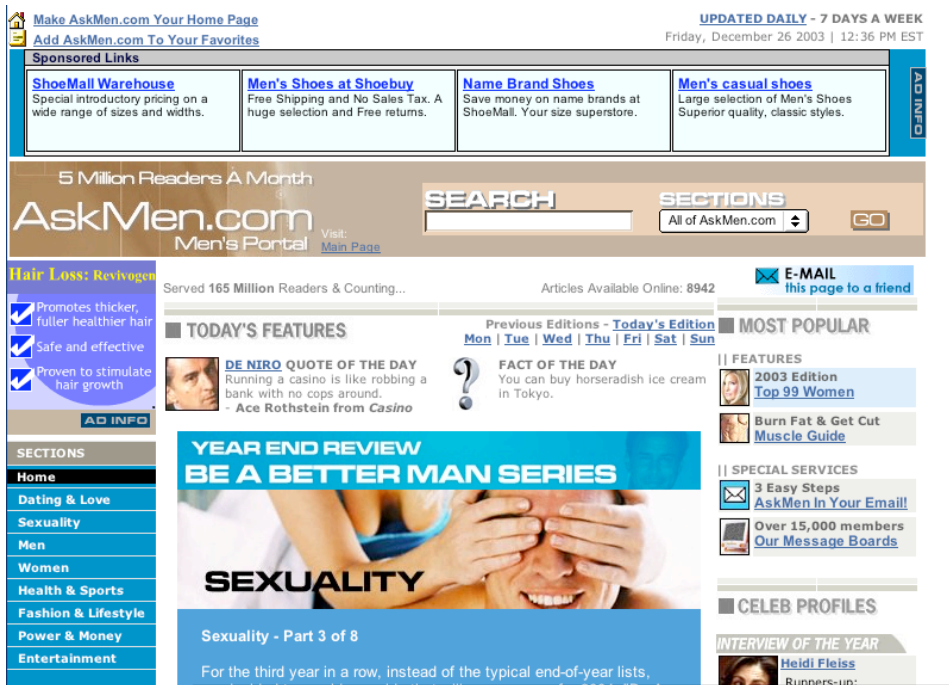 Make AskMen.com Your Home Page
Add AskMen.com To Your Favorites
UPDATED DAILY - 7 DAYS A WEEK
Friday, December 26 2003 | 12:36 PM EST
Sponsored Links
ShoeMall Warehouse
Special introductory pricing on a
wide range of sizes and widths.
Men's Shoes at Shoebuy
Free Shipping and No Sales Tax. A
huge selection and Free returns.
Name Brand Shoes
Save money on name brands at
ShoeMall. Your size superstore.
Men's casual shoes
Large selection of Men's Shoes
Superior quality, classic styles.
AD INFO
5 Million Readers A Month
AskMen.com
Men's Portal
Visit:
Main Page
SEARCH
SECTIONS
All of AskMen.com
GO
Hair Loss: Revivogen
Promotes thicker,
fuller healthier hair
Safe and effective
Proven to stimulate
hair growth
AD INFO
SECTIONS
Home
Dating & Love
Sexuality
Men
Women
Health & Sports
Fashion & Lifestyle
Power & Money
Entertainment
Served 165 Million Readers & Counting...
Articles Available Online: 8942
TODAY'S FEATURES
Previous Editions - Today's Edition
Mon | Tue | Wed | Thu | Fri | Sat | Sun
DE NIRO QUOTE OF THE DAY
Running a casino is like robbing a
bank with no cops around.
- Ace Rothstein from Casino
FACT OF THE DAY
You can buy horseradish ice cream
in Tokyo.
YEAR END REVIEW
BE A BETTER MAN SERIES
SEXUALITY
Sexuality - Part 3 of 8
For the third year in a row, instead of the typical end-of-year lists,
E-MAIL
this page to a friend
MOST POPULAR
|| FEATURES
2003 Edition
Top 99 Women
Burn Fat & Get Cut
Muscle Guide
|| SPECIAL SERVICES
3 Easy Steps
AskMen In Your Email!
Over 15,000 members
Our Message Boards
CELEB PROFILES
INTERVIEW OF THE YEAR
Heidi Fleiss
Runners-up: